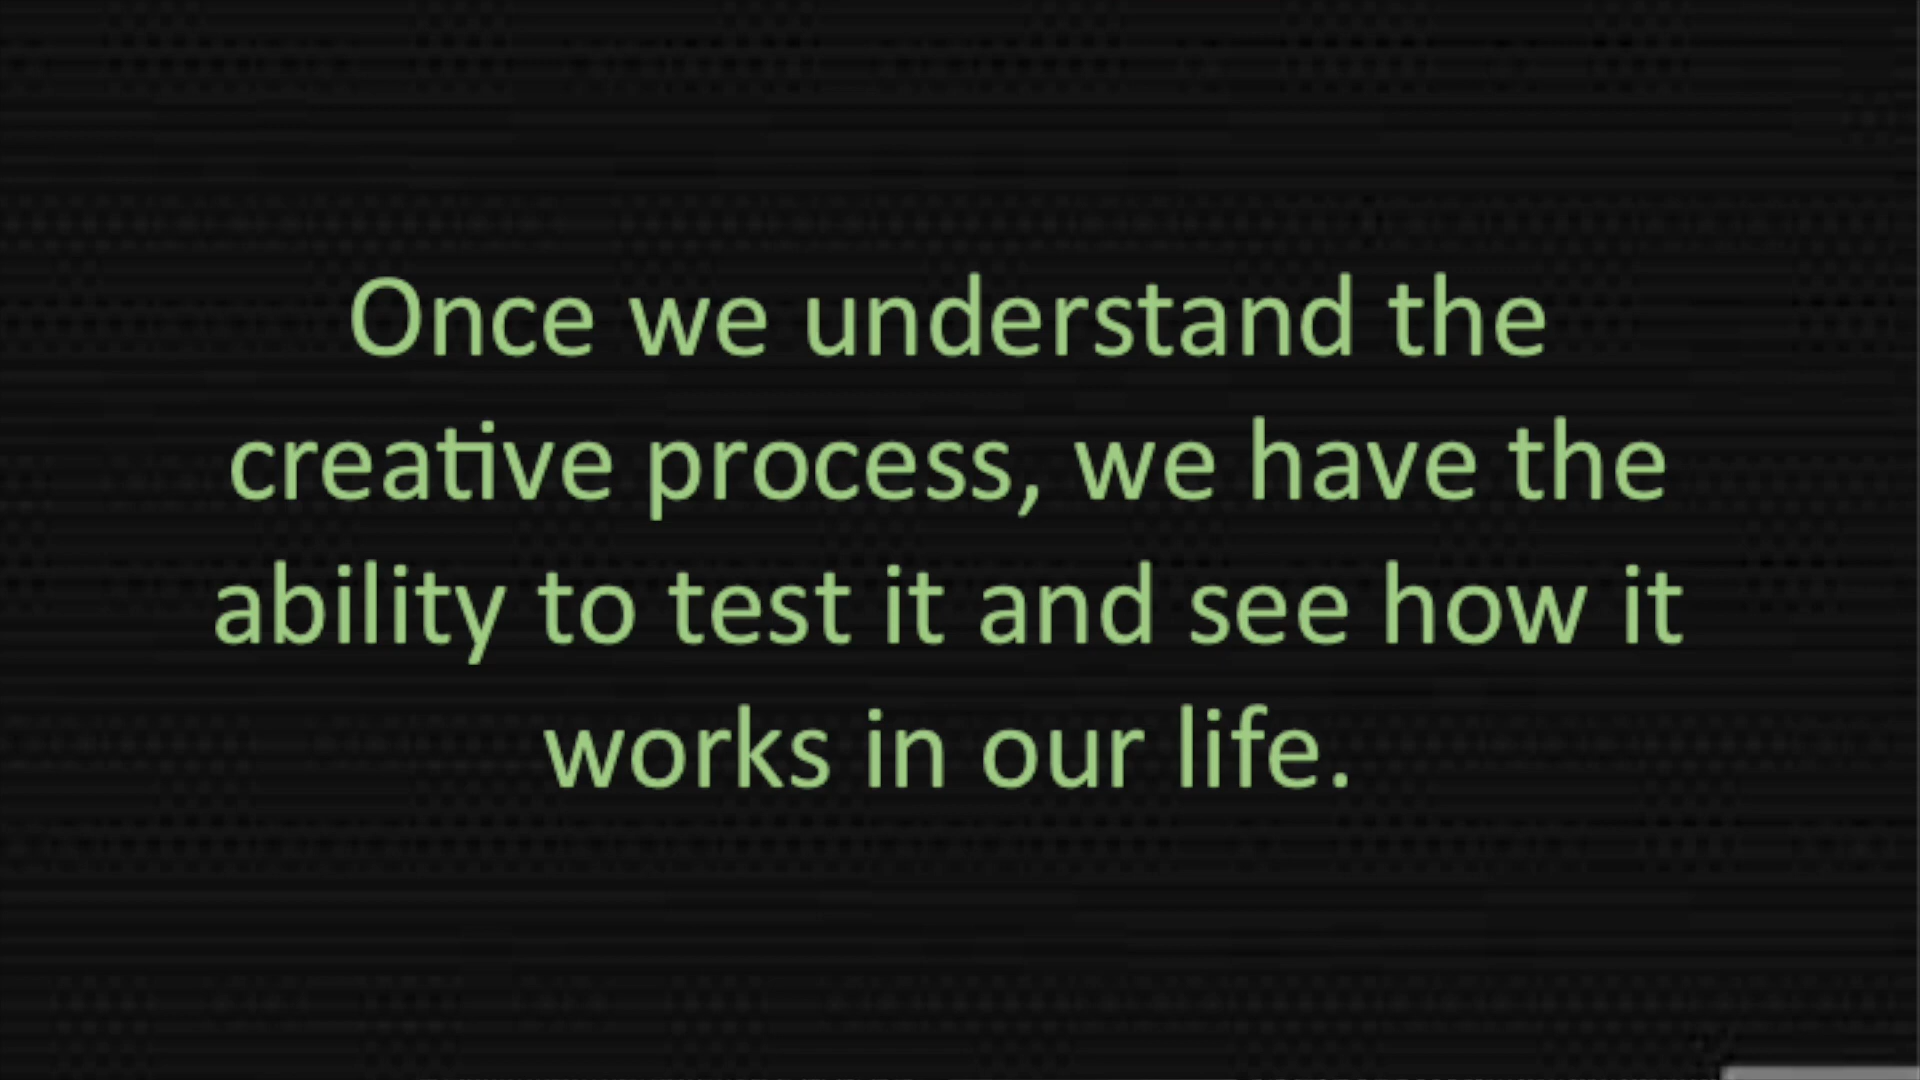 Once we understand the
creative process, we have the
ability to test it and see how it
works in our life.